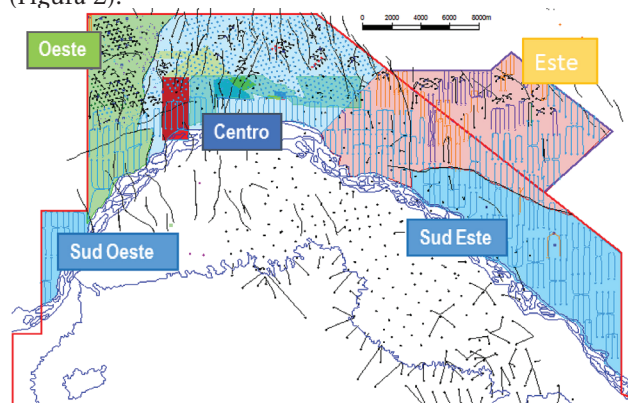 (Figura 2).
0 2000 4000 6000 8000m
Oeste
Este
Centro
Sud Oeste
Sud Este